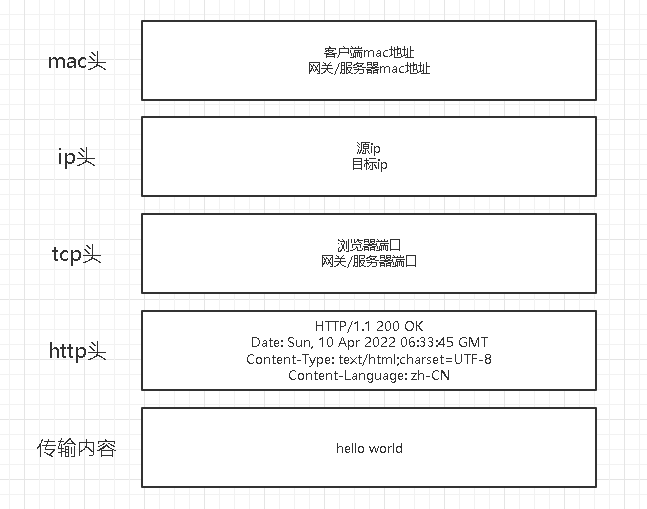 mac头
客户端mac地址
网关/服务器mac地址
ip头
源ip
目标ip
tcp头
浏览器端口
网关/服务器端口
http头
HTTP/1.1 200 OK
Date: Sun, 10 Apr 2022 06:33:45 GMT
Content-Type: text/html;charset=UTF-8
Content-Language: zh-CN
传输内容
hello world